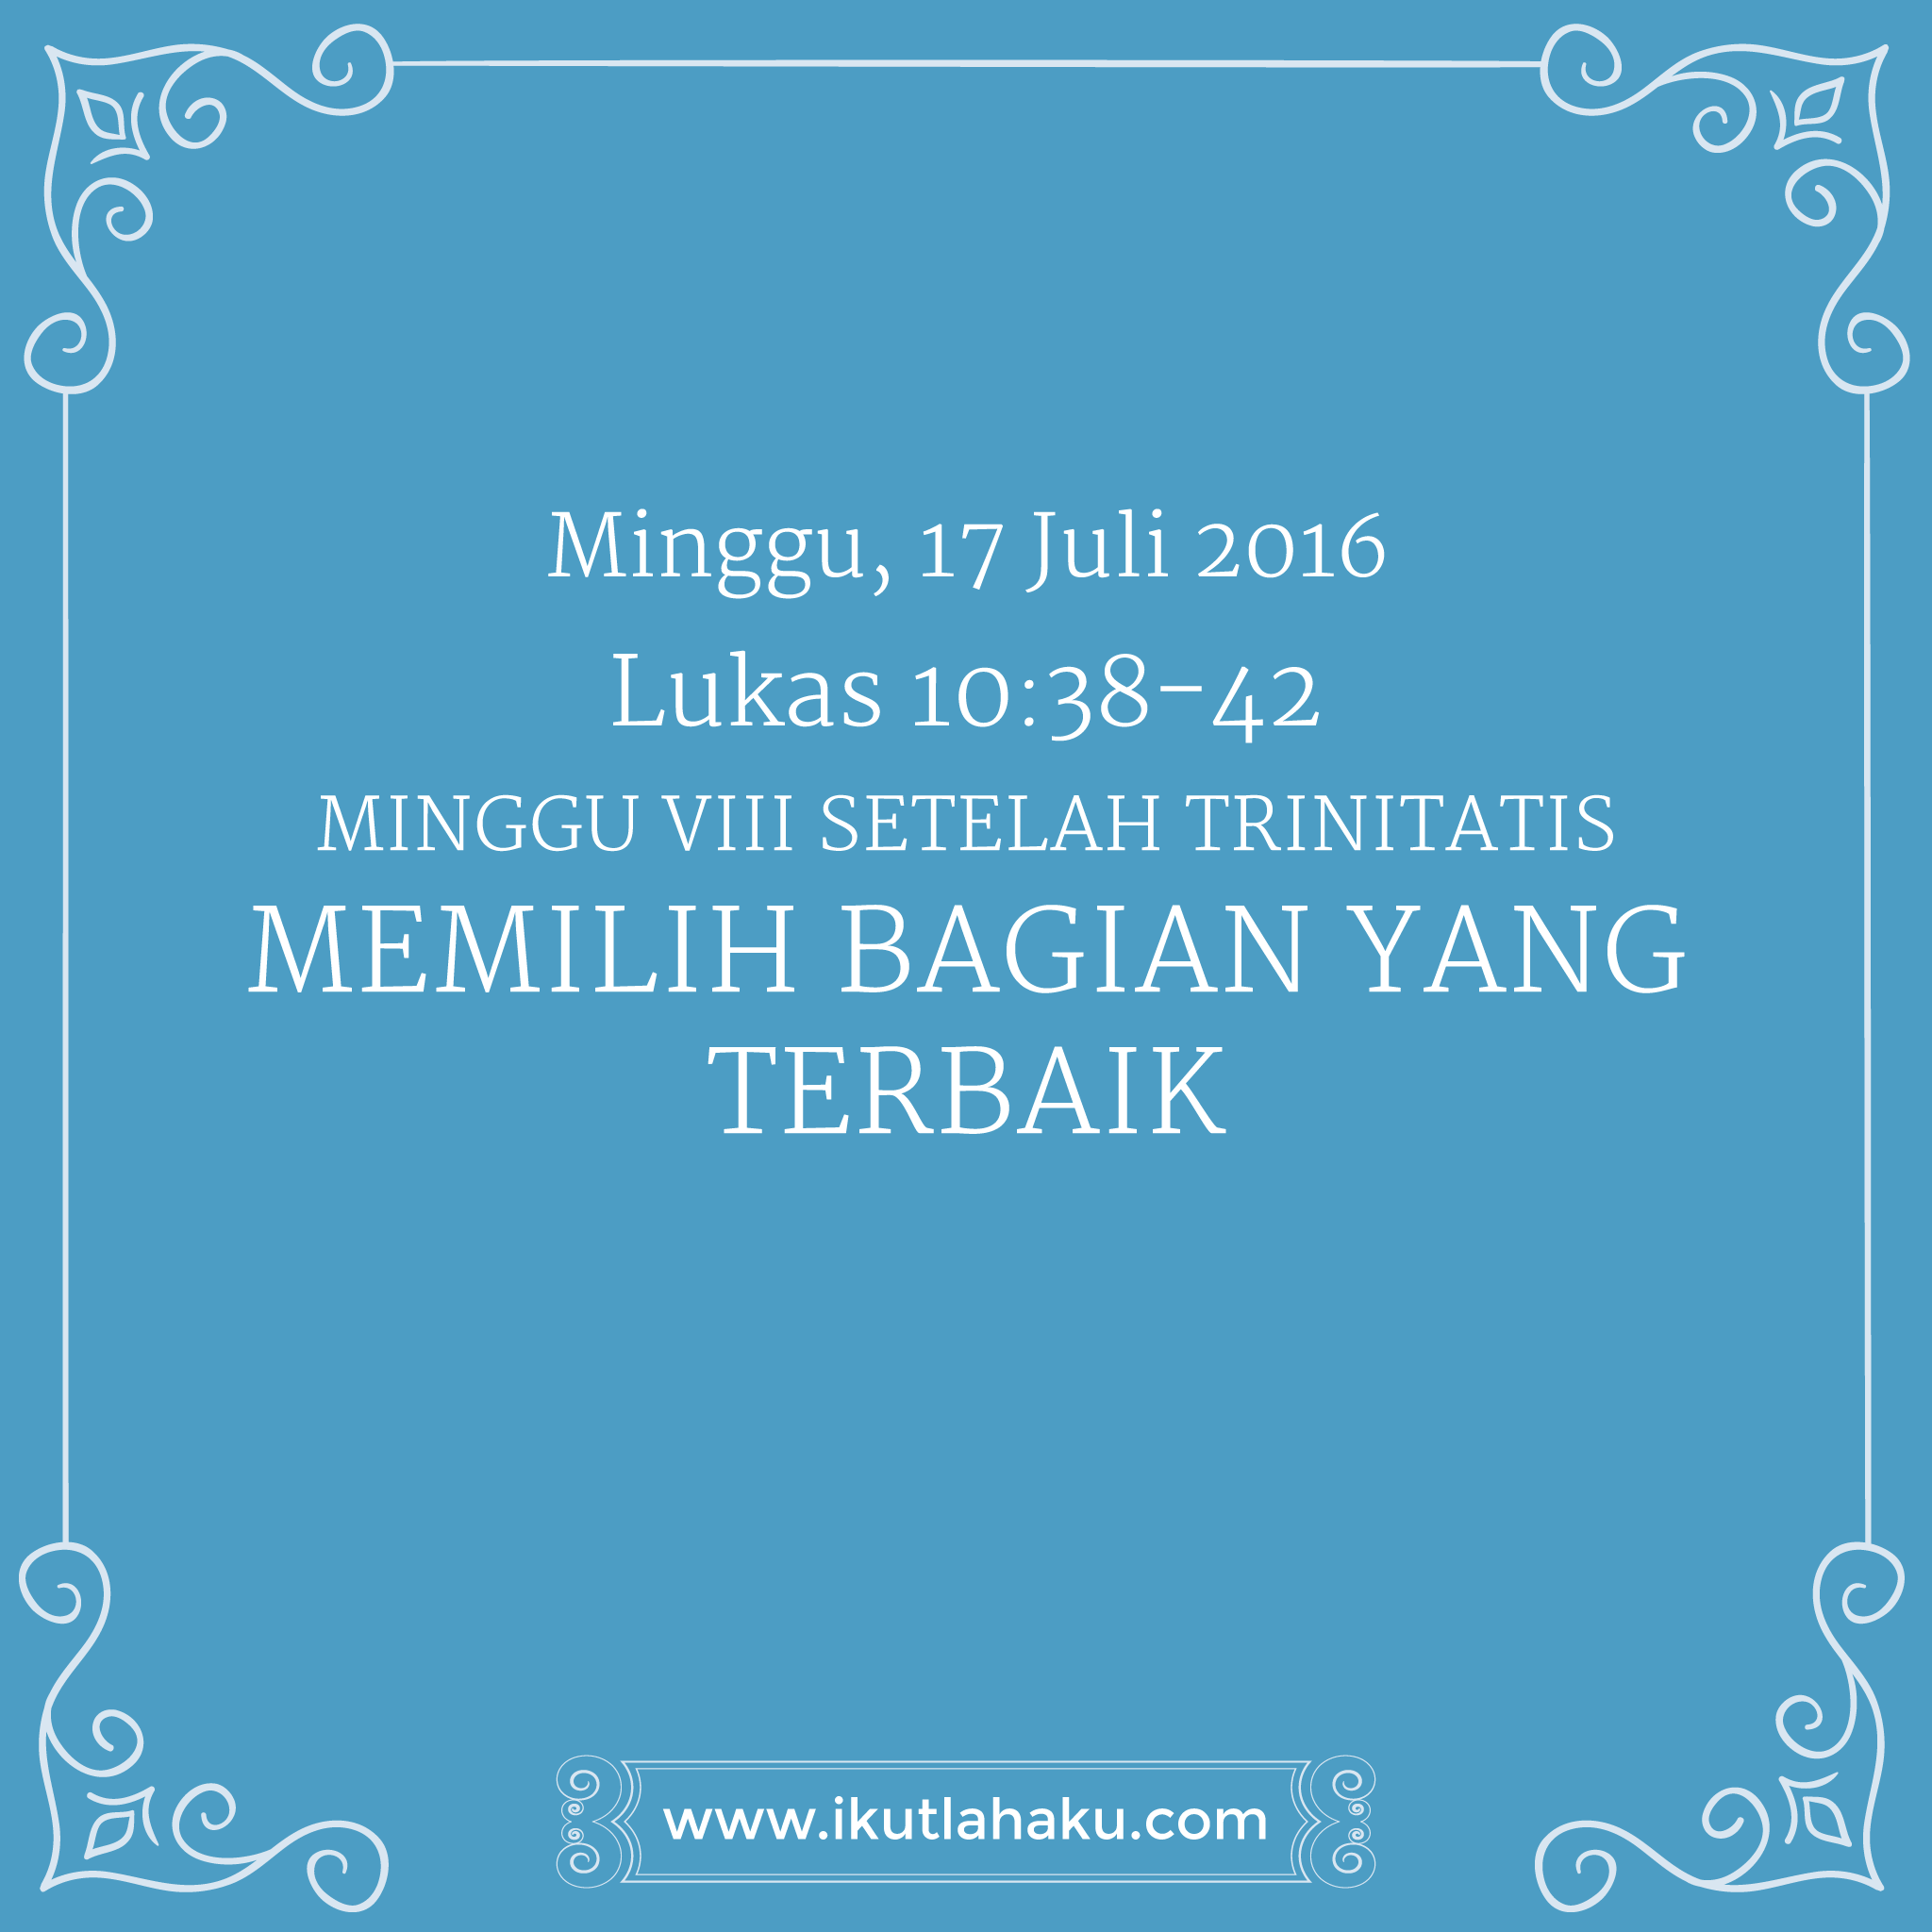 Minggu, 17 Juli 2016
Lukas 10:38–42
MINGGU VIII SETELAH TRINITATIS
MEMILIH BAGIAN YANG
TERBAIK
www.ikutlahaku.com